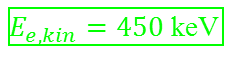 E_{e,kin} = 450 keV